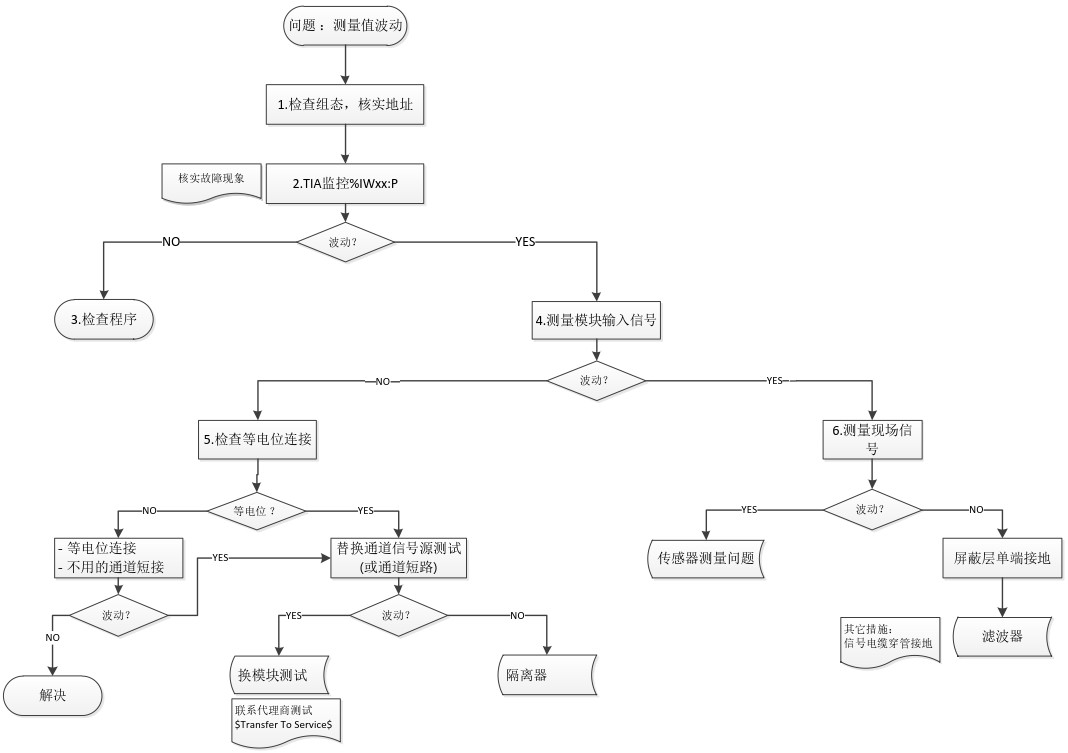 问题：测量值波动
1.检查组态，核实地址
核实故障现象
2.TIA监控%IWxx:P
波动？
NO
YES
3.检查程序
4.测量模块输入信号
波动？
NO
YES
5.检查等电位连接
6.测量现场信
号
等电位？
NO
YES
波动？
YES
NO
- 等电位连接
- 不用的通道短接
YES
替换通道信号源测试
(或通道短路)
传感器测量问题
屏蔽层单端接地
波动？
NO
波动？
YES
NO
解决
换模块测试
联系代理商测试
$Transfer To Service$
隔离器
其它措施：
信号电缆穿管接地
滤波器